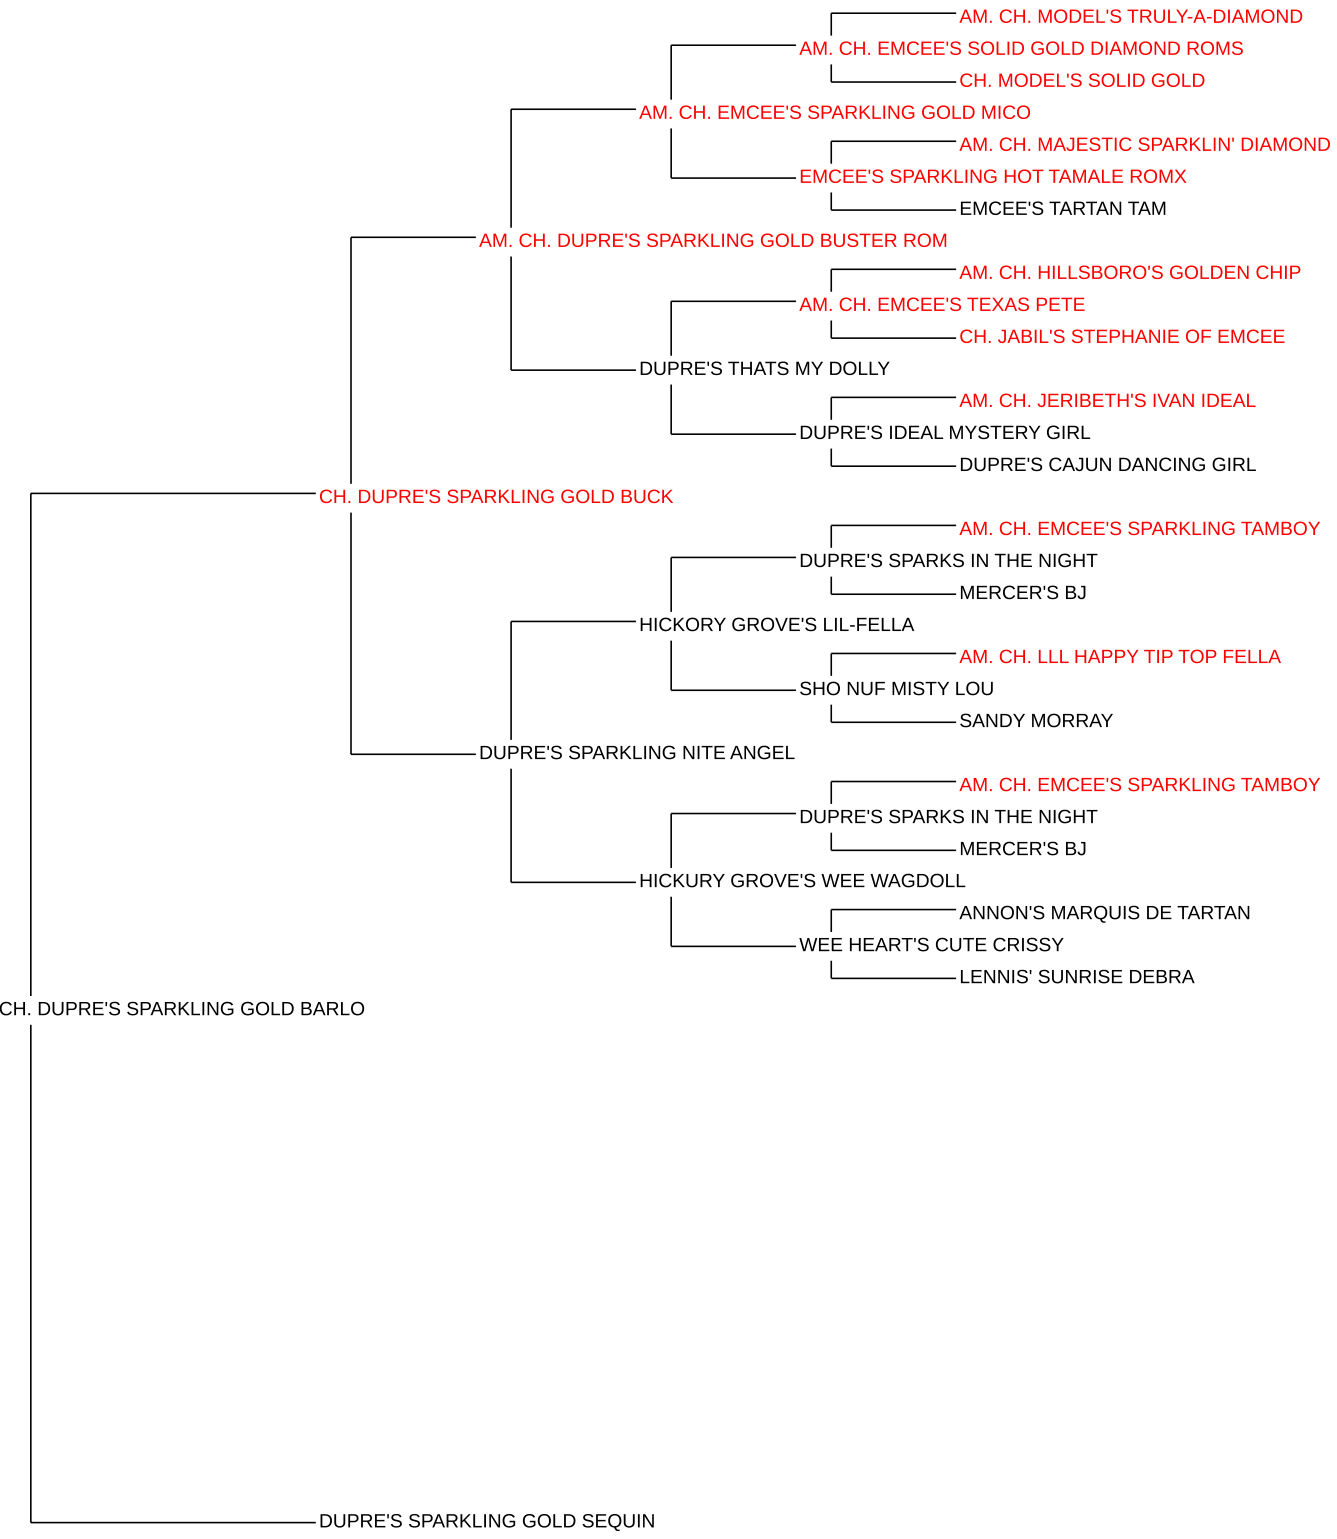 AM. CH. MODEL'S TRULY-A-DIAMOND
AM. CH. EMCEE'S SOLID GOLD DIAMOND ROMS
CH. MODEL'S SOLID GOLD
AM. CH. EMCEE'S SPARKLING GOLD MICO
AM. CH. MAJESTIC SPARKLIN' DIAMOND
EMCEE'S SPARKLING HOT TAMALE ROMX
EMCEE'S TARTAN TAM
AM. CH. DUPRE'S SPARKLING GOLD BUSTER ROM
AM. CH. HILLSBORO'S GOLDEN CHIP
AM. CH. EMCEE'S TEXAS PETE
CH. JABIL'S STEPHANIE OF EMCEE
DUPRE'S THATS MY DOLLY
AM. CH. JERIBETH'S IVAN IDEAL
DUPRE'S IDEAL MYSTERY GIRL
DUPRE'S CAJUN DANCING GIRL
CH. DUPRE'S SPARKLING GOLD BUCK
AM. CH. EMCEE'S SPARKLING TAMBOY
DUPRE'S SPARKS IN THE NIGHT
MERCER'S BJ
HICKORY GROVE'S LIL-FELLA
AM. CH. LLL HAPPY TIP TOP FELLA
SHO NUF MISTY LOU
SANDY MORRAY
DUPRE'S SPARKLING NITE ANGEL
AM. CH. EMCEE'S SPARKLING TAMBOY
DUPRE'S SPARKS IN THE NIGHT
MERCER'S BJ
HICKURY GROVE'S WEE WAGDOLL
ANNON'S MARQUIS DE TARTAN
WEE HEART'S CUTE CRISSY
LENNIS' SUNRISE DEBRA
CH. DUPRE'S SPARKLING GOLD BARLO
DUPRE'S SPARKLING GOLD SEQUIN